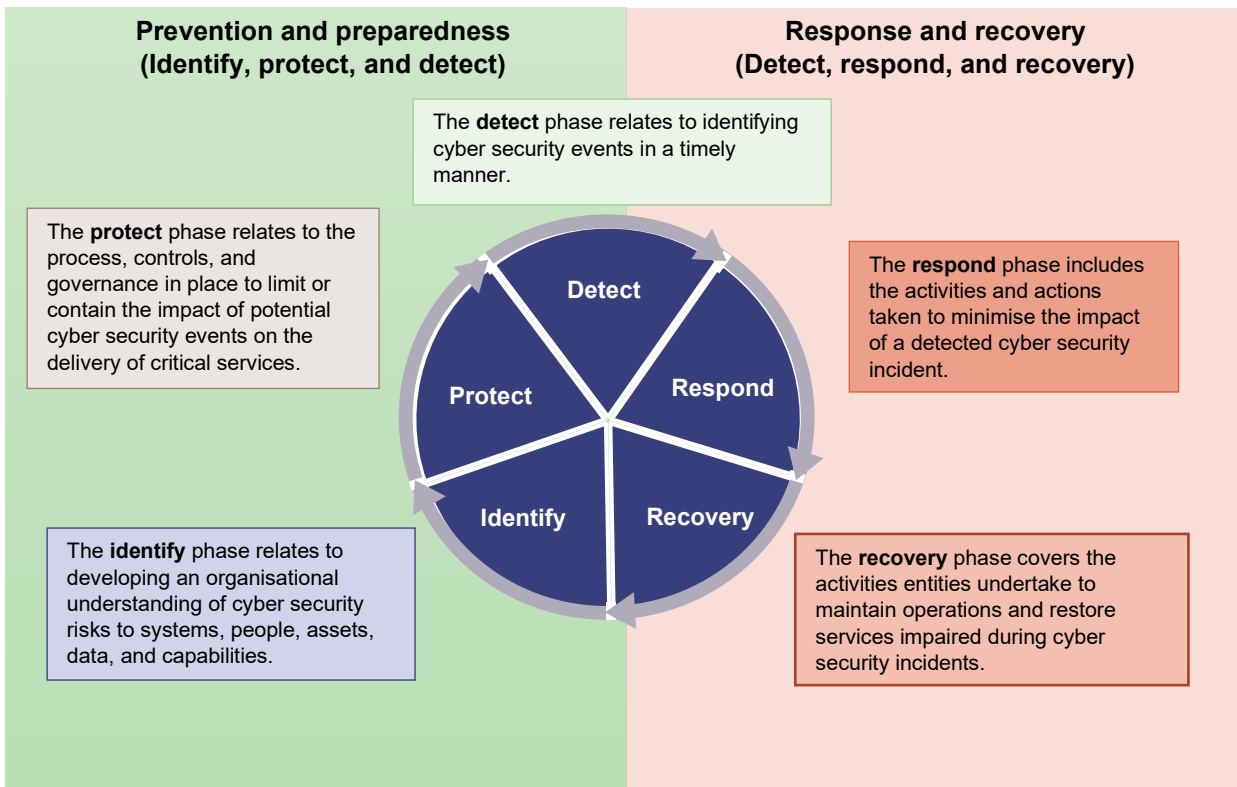 Prevention and preparedness
(Identify, protect, and detect)
Response and recovery
(Detect, respond, and recovery)
The detect phase relates to identifying
cyber security events in a timely
manner.
The protect phase relates to the
process, controls, and
governance in place to limit or
contain the impact of potential
cyber security events on the
delivery of critical services.
The respond phase includes
the activities and actions
taken to minimise the impact
of a detected cyber security
incident.
Detect
Protect
Respond
Identify
Recovery
The identify phase relates to
developing an organisational
understanding of cyber security
risks to systems, people, assets,
data, and capabilities.
The recovery phase covers the
activities entities undertake to
maintain operations and restore
services impaired during cyber
security incidents.